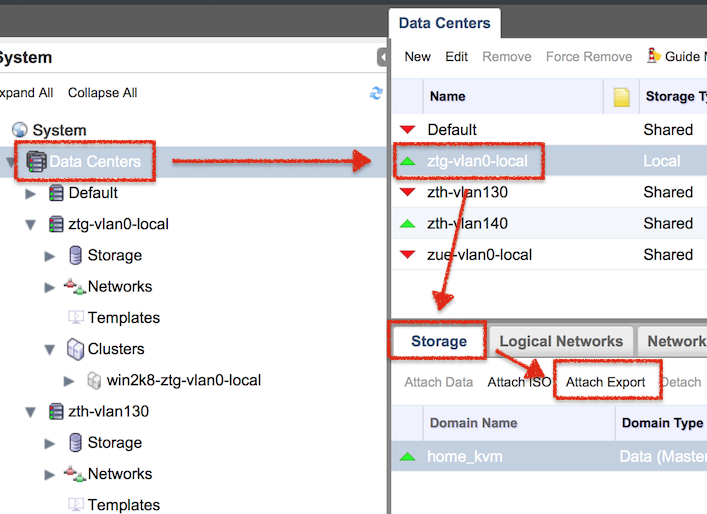 System
Expand All Collapse All
System
Data Centers
Default
ztg-vlan0-local
Storage
Networks
Templates
Clusters
win2k8-ztg-vlan0-local
zth-vlan130
Storage
Networks
Templates
Data Centers
New Edit Remove Force Remove Guide M
Name Storage Ty
Default Shared
ztg-vlan0-local Local
zth-vlan130 Shared
zth-vlan140 Shared
zue-vlan0-local Shared
Storage Logical Networks Network
Attach Data Attach ISO Attach Export Detach
Domain Name Domain Type
home_kvm Data (Master